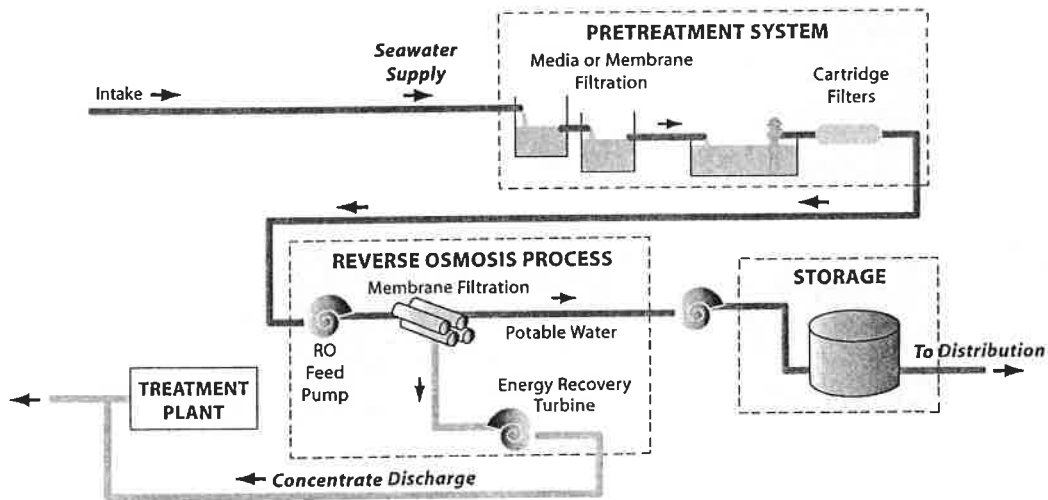 PRETREATMENT SYSTEM
Seawater
Supply
Media or Membrane
Filtration
Cartridge
Filters
Intake
REVERSE OSMOSIS PROCESS
Membrane Filtration
STORAGE
Potable Water
RO
Feed
Pump
To Distribution
Energy Recovery
Turbine
TREATMENT
PLANT
Concentrate Discharge